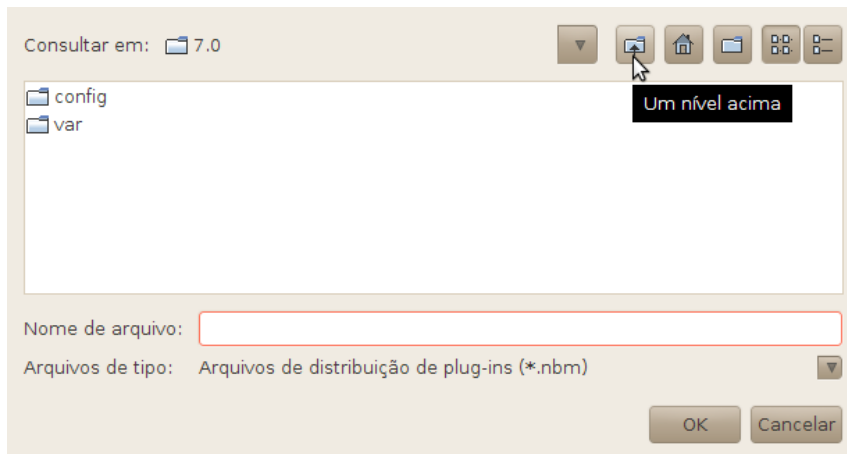 Consultar em: 7.0
config
Um nível acima
var
Nome de arquivo:
Arquivos de tipo: Arquivos de distribuição de plug-ins (*.nbm)
OK Cancelar